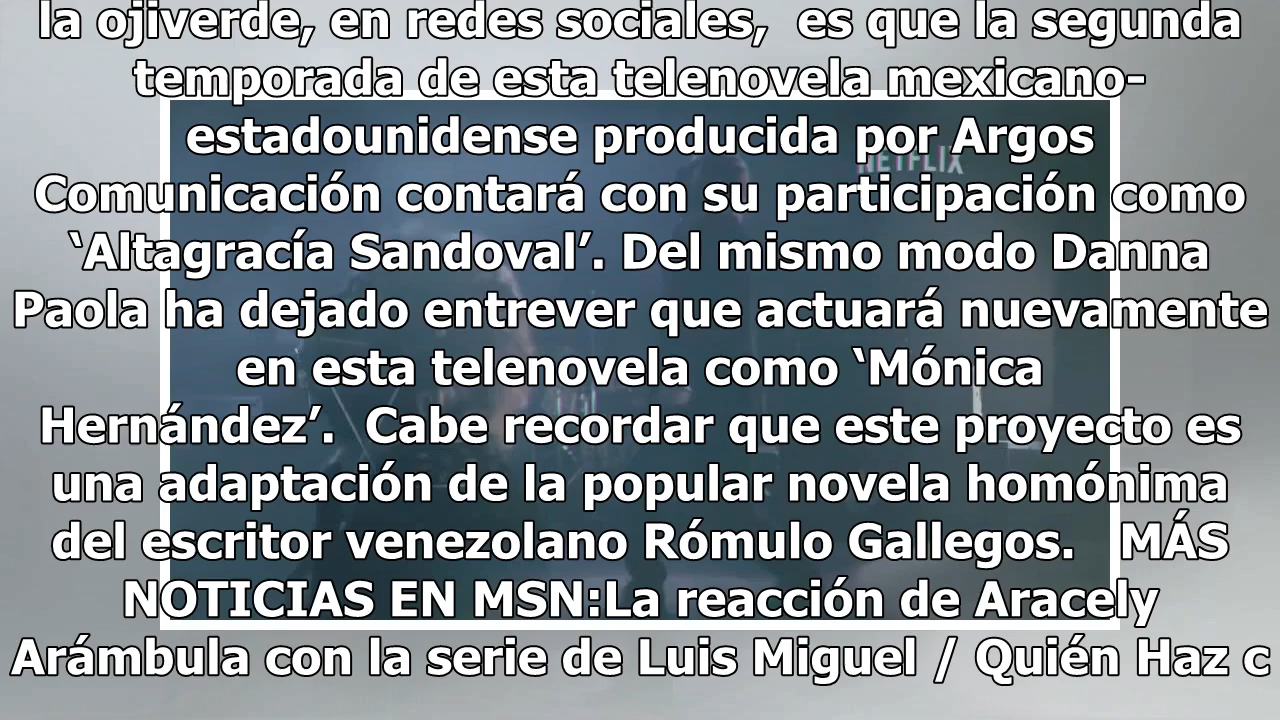 la ojiverde, en redes sociales,  es que la segunda
temporada de esta telenovela mexicano-
estadounidense producida por Argos
NETFLIX
Comunicación contará con su participación como
‘Altagracía Sandoval’. Del mismo modo Danna
Paola ha dejado entrever que actuará nuevamente
en esta telenovela como ‘Mónica
Hernández’.  Cabe recordar que este proyecto es
una adaptación de la popular novela homónima
del escritor venezolano Rómulo Gallegos.   MÁS
NOTICIAS EN MSN:La reacción de Aracely
Arámbula con la serie de Luis Miguel / Quién Haz c